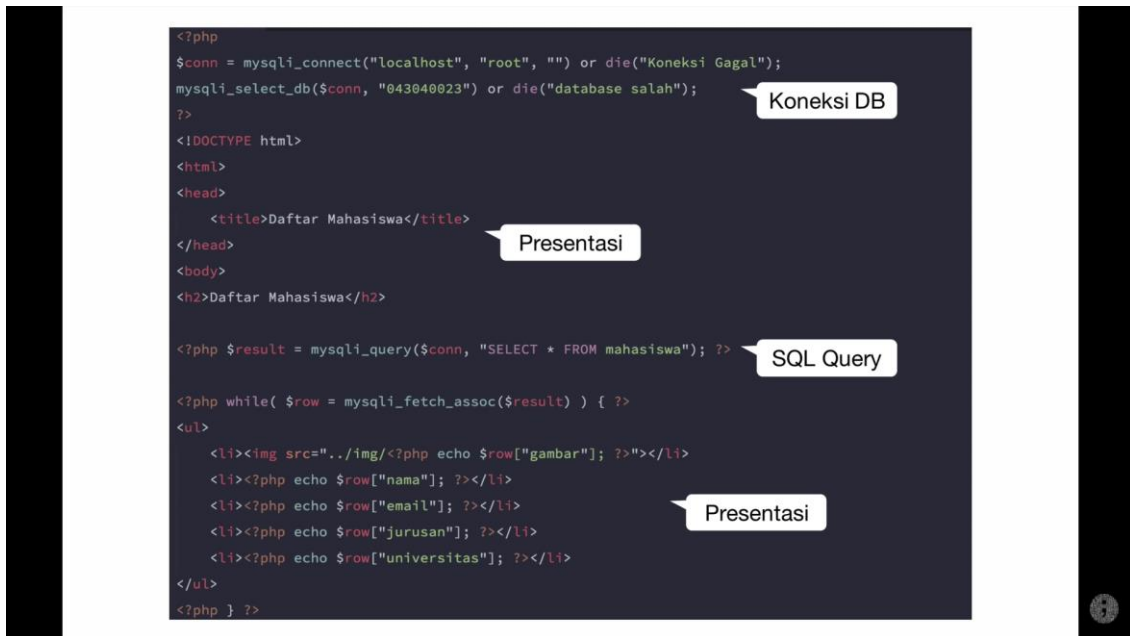 <?php
$conn = mysqli_connect("localhost", "root", "") or die("Koneksi Gagal");
mysqli_select_db($conn, "043040023") or die("database salah");
Koneksi DB
?>
<!DOCTYPE html>
<html>
<head>
    <title>Daftar Mahasiswa</title>
Presentasi
</head>
<body>
<h2>Daftar Mahasiswa</h2>
<?php $result = mysqli_query($conn, "SELECT * FROM mahasiswa"); ?>
SQL Query
<?php while( $row = mysqli_fetch_assoc($result) ) { ?>
<ul>
    <li><img src="../img/<?php echo $row["gambar"]; ?>"></li>
    <li><?php echo $row["nama"]; ?></li>
    <li><?php echo $row["email"]; ?></li>
Presentasi
    <li><?php echo $row["jurusan"]; ?></li>
    <li><?php echo $row["universitas"]; ?></li>
</ul>
<?php } ?>